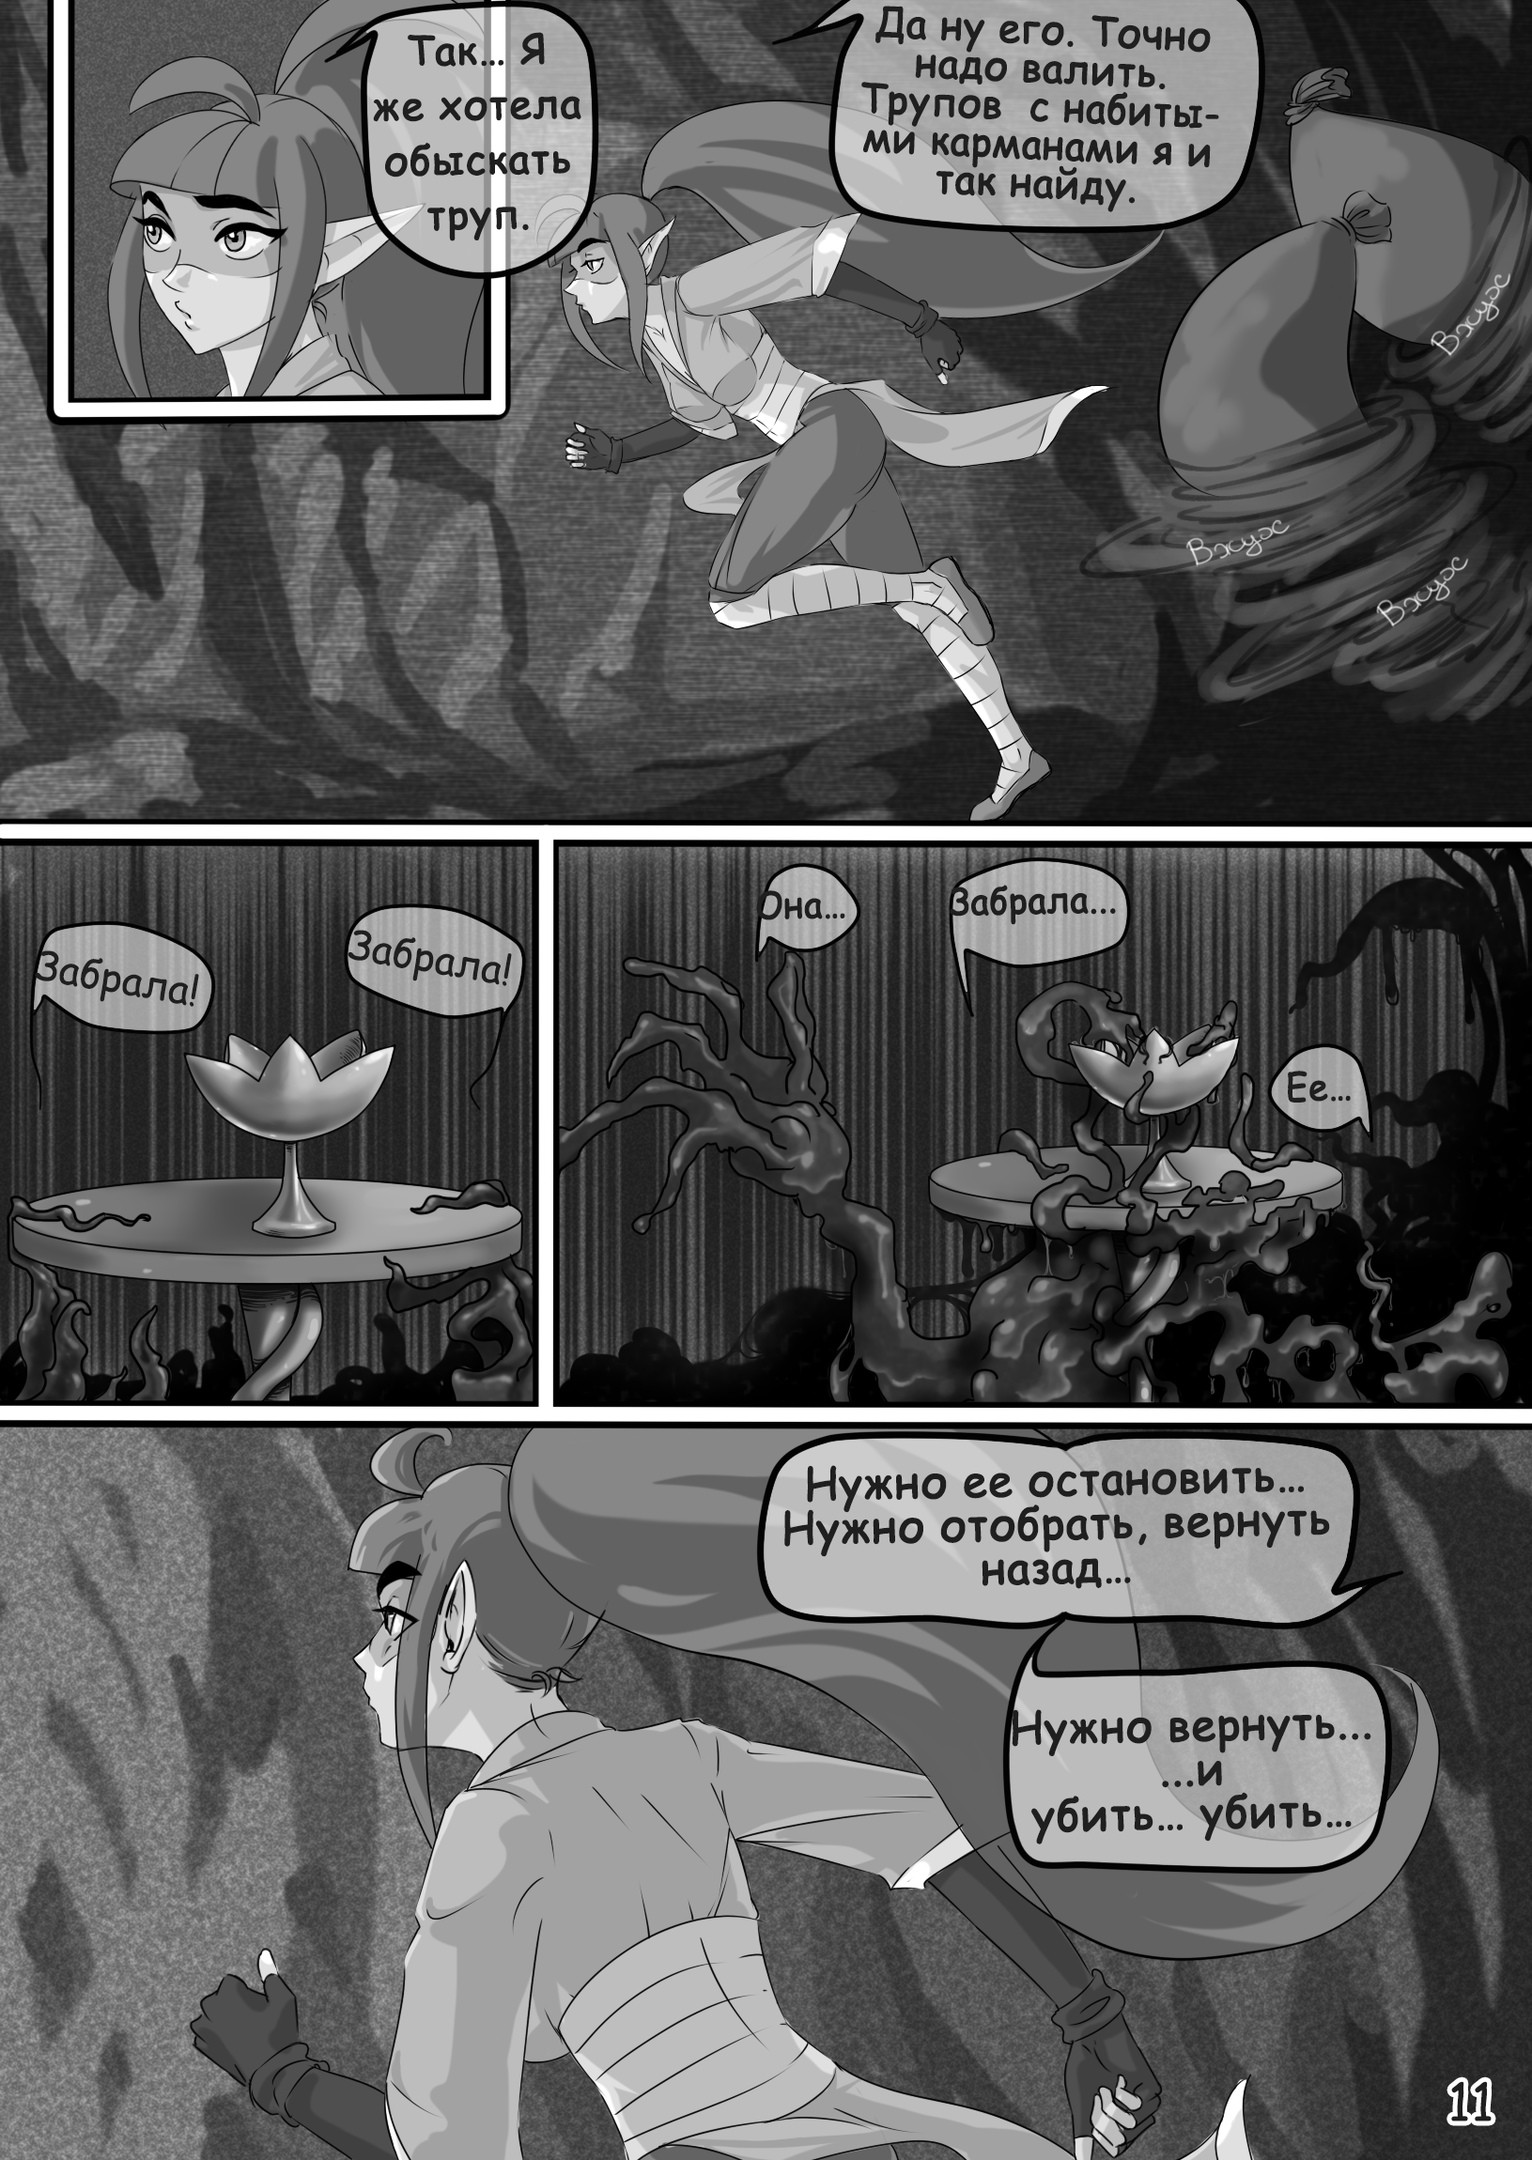 Так... Я
же хотела
обыскать
труп.
Да ну его. Точно
надо валить.
Трупов с набиты-
ми карманами я и
так найду.
Вжух
Вжух
Вжух
Забрала!
Забрала!
Она...
Забрала...
Ее...
Нужно ее остановить...
Нужно отобрать, вернуть
назад...
Нужно вернуть...
...и
убить... убить...
11